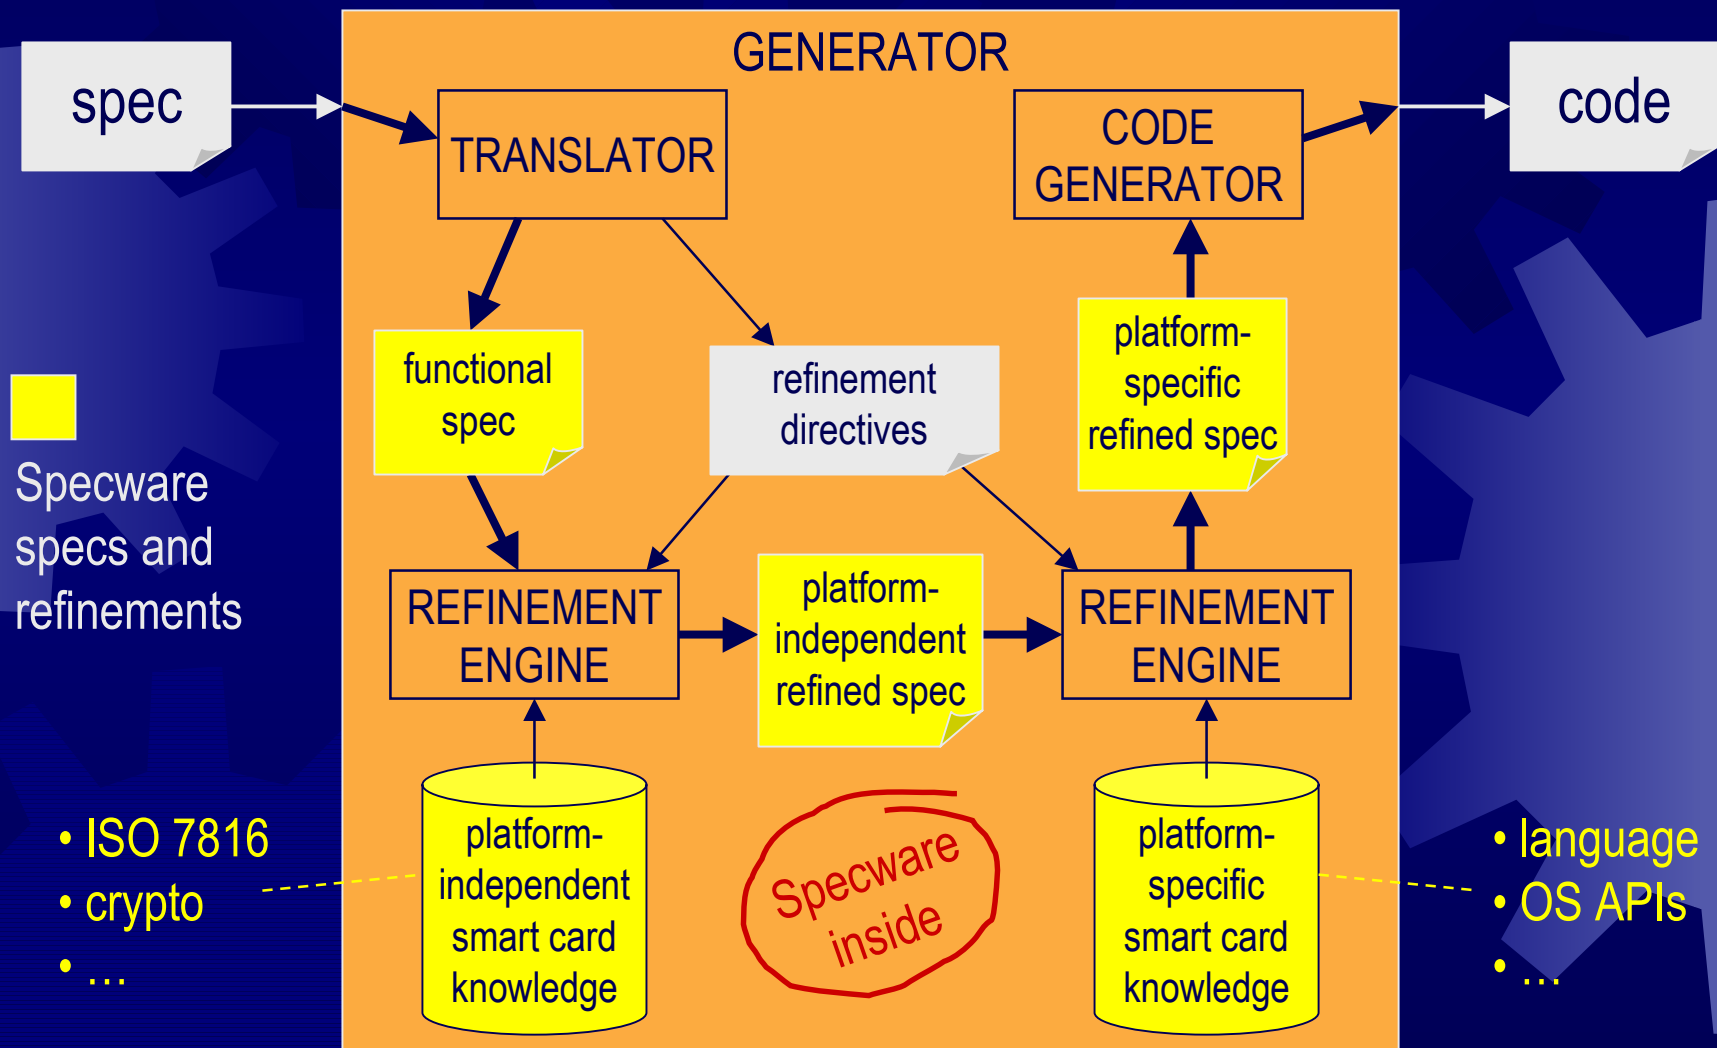 GENERATOR
spec
TRANSLATOR
CODE
GENERATOR
code
functional
spec
refinement
directives
platform-
specific
refined spec
Specware
specs and
refinements
REFINEMENT
ENGINE
platform-
independent
refined spec
REFINEMENT
ENGINE
• ISO 7816
• crypto
• …
platform-
independent
smart card
knowledge
Specware
inside
platform-
specific
smart card
knowledge
• language
• OS APIs
• …